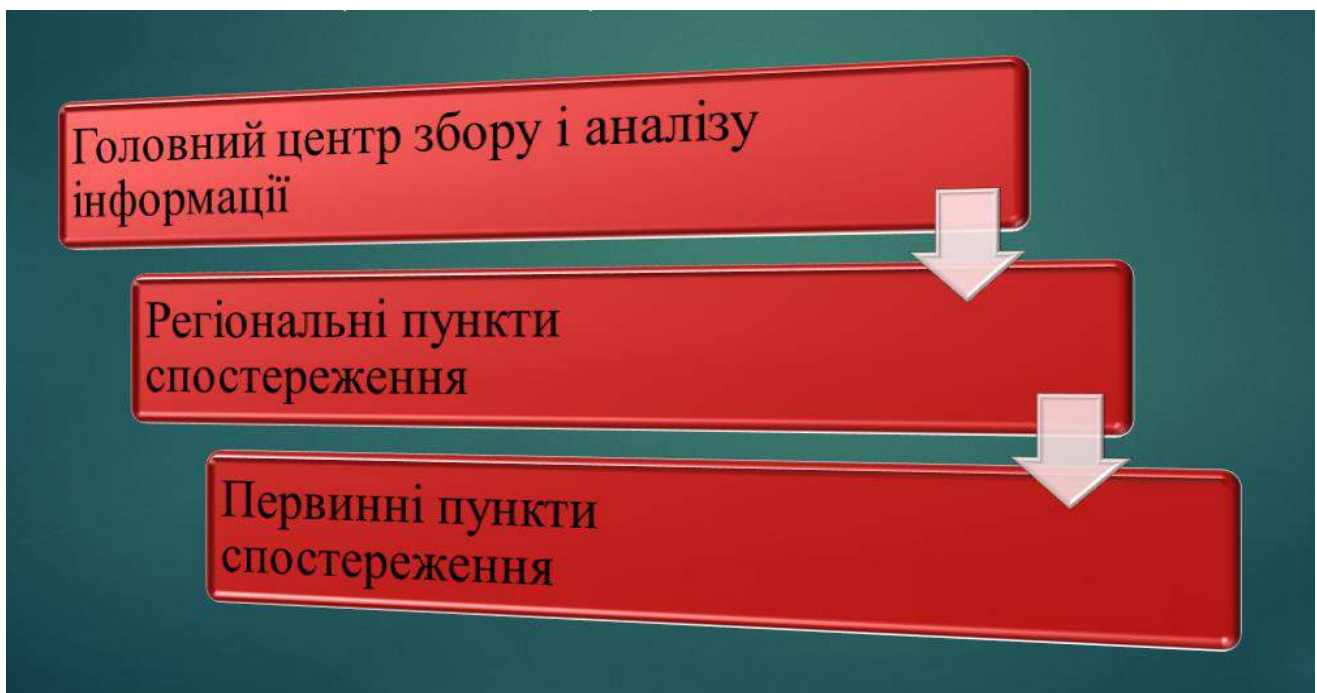 Головний центр збору і аналізу
інформації
Регіональні пункти
спостереження
Первинні пункти
спостереження